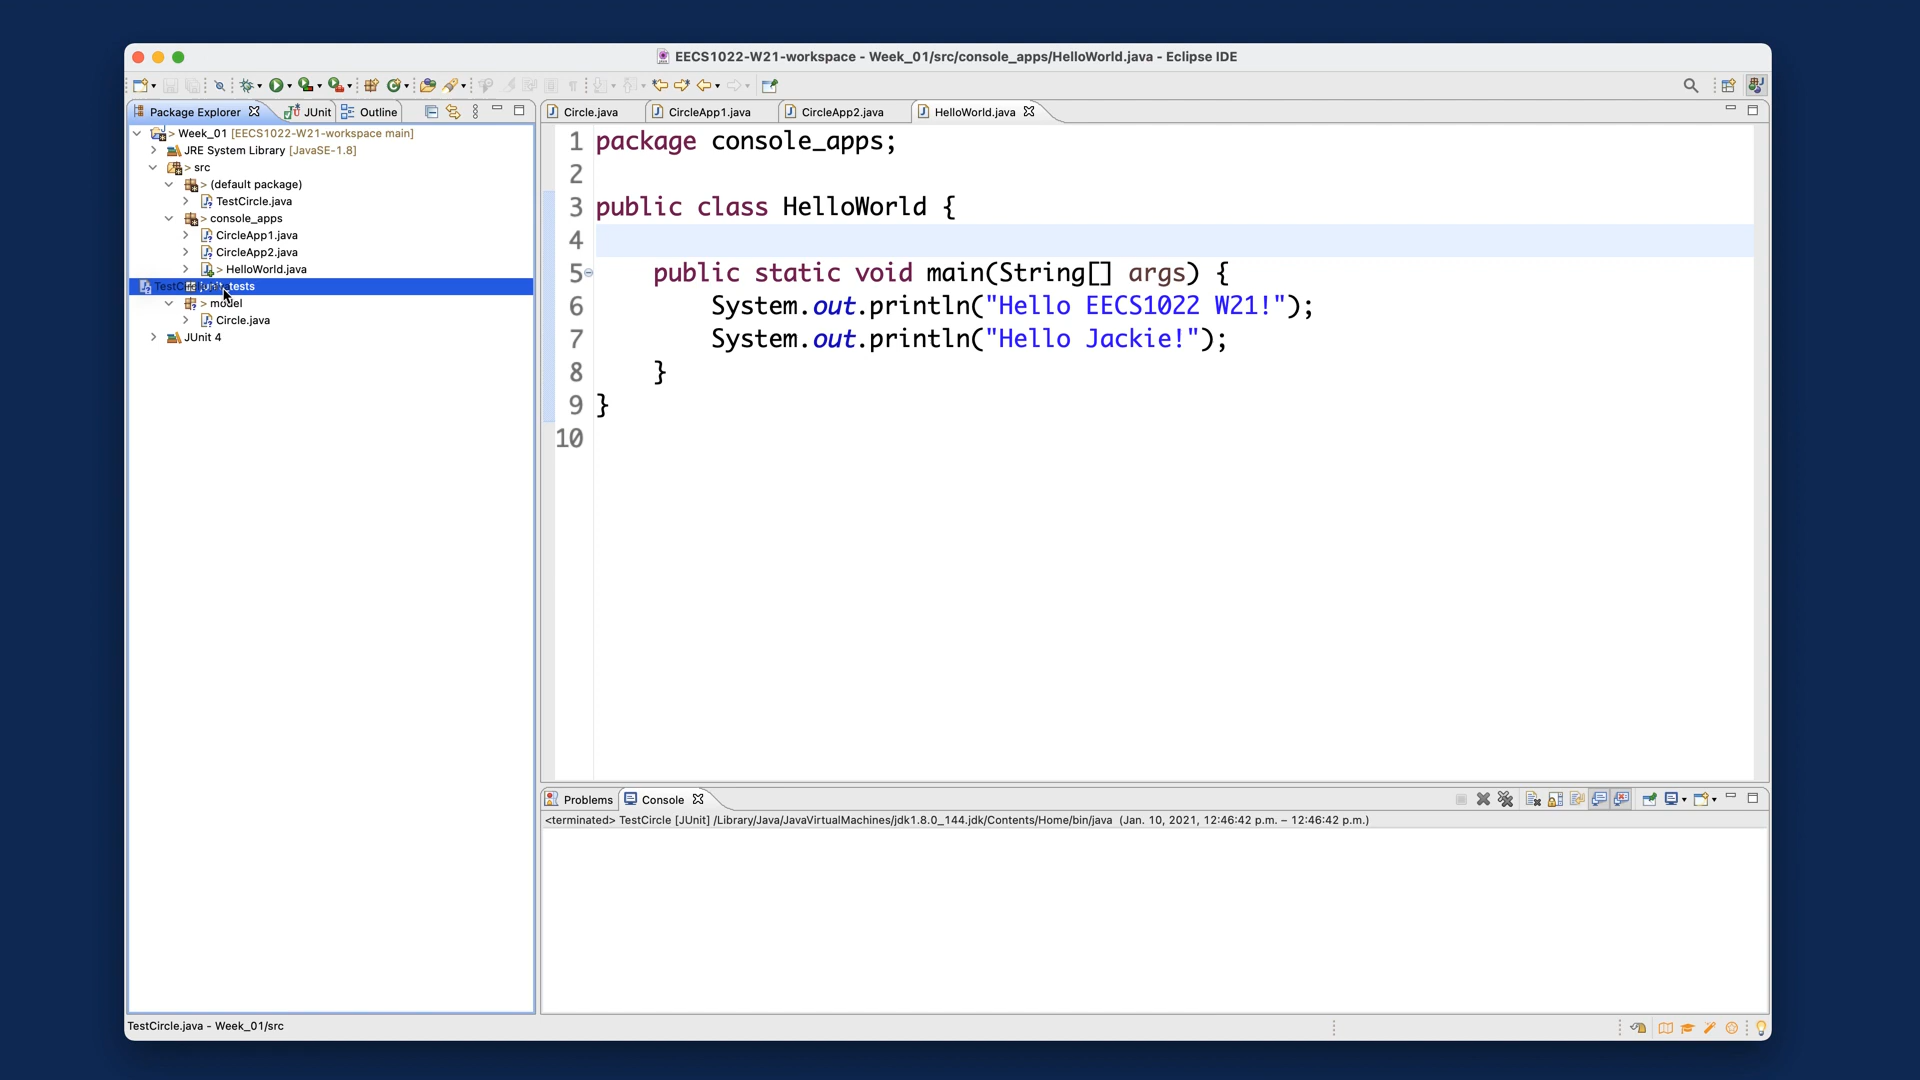 EECS1022-W21-workspace - Week_01/src/console_apps/HelloWorld.java - Eclipse IDE
Package Explorer
JUnit
Outline
Circle.java
CircleApp1.java
CircleApp2.java
HelloWorld.java
> Week_01 [EECS1022-W21-workspace main]
JRE System Library [JavaSE-1.8]
> src
> (default package)
TestCircle.java
> console_apps
CircleApp1.java
CircleApp2.java
> HelloWorld.java
junit_tests
> model
Circle.java
JUnit 4
1 package console_apps;
2
3 public class HelloWorld {
4
5 public static void main(String[] args) {
6 System.out.println("Hello EECS1022 W21!");
7 System.out.println("Hello Jackie!");
8 }
9 }
10
Problems
Console
<terminated> TestCircle [JUnit] /Library/Java/JavaVirtualMachines/jdk1.8.0_144.jdk/Contents/Home/bin/java (Jan. 10, 2021, 12:46:42 p.m. – 12:46:42 p.m.)
TestCircle.java - Week_01/src